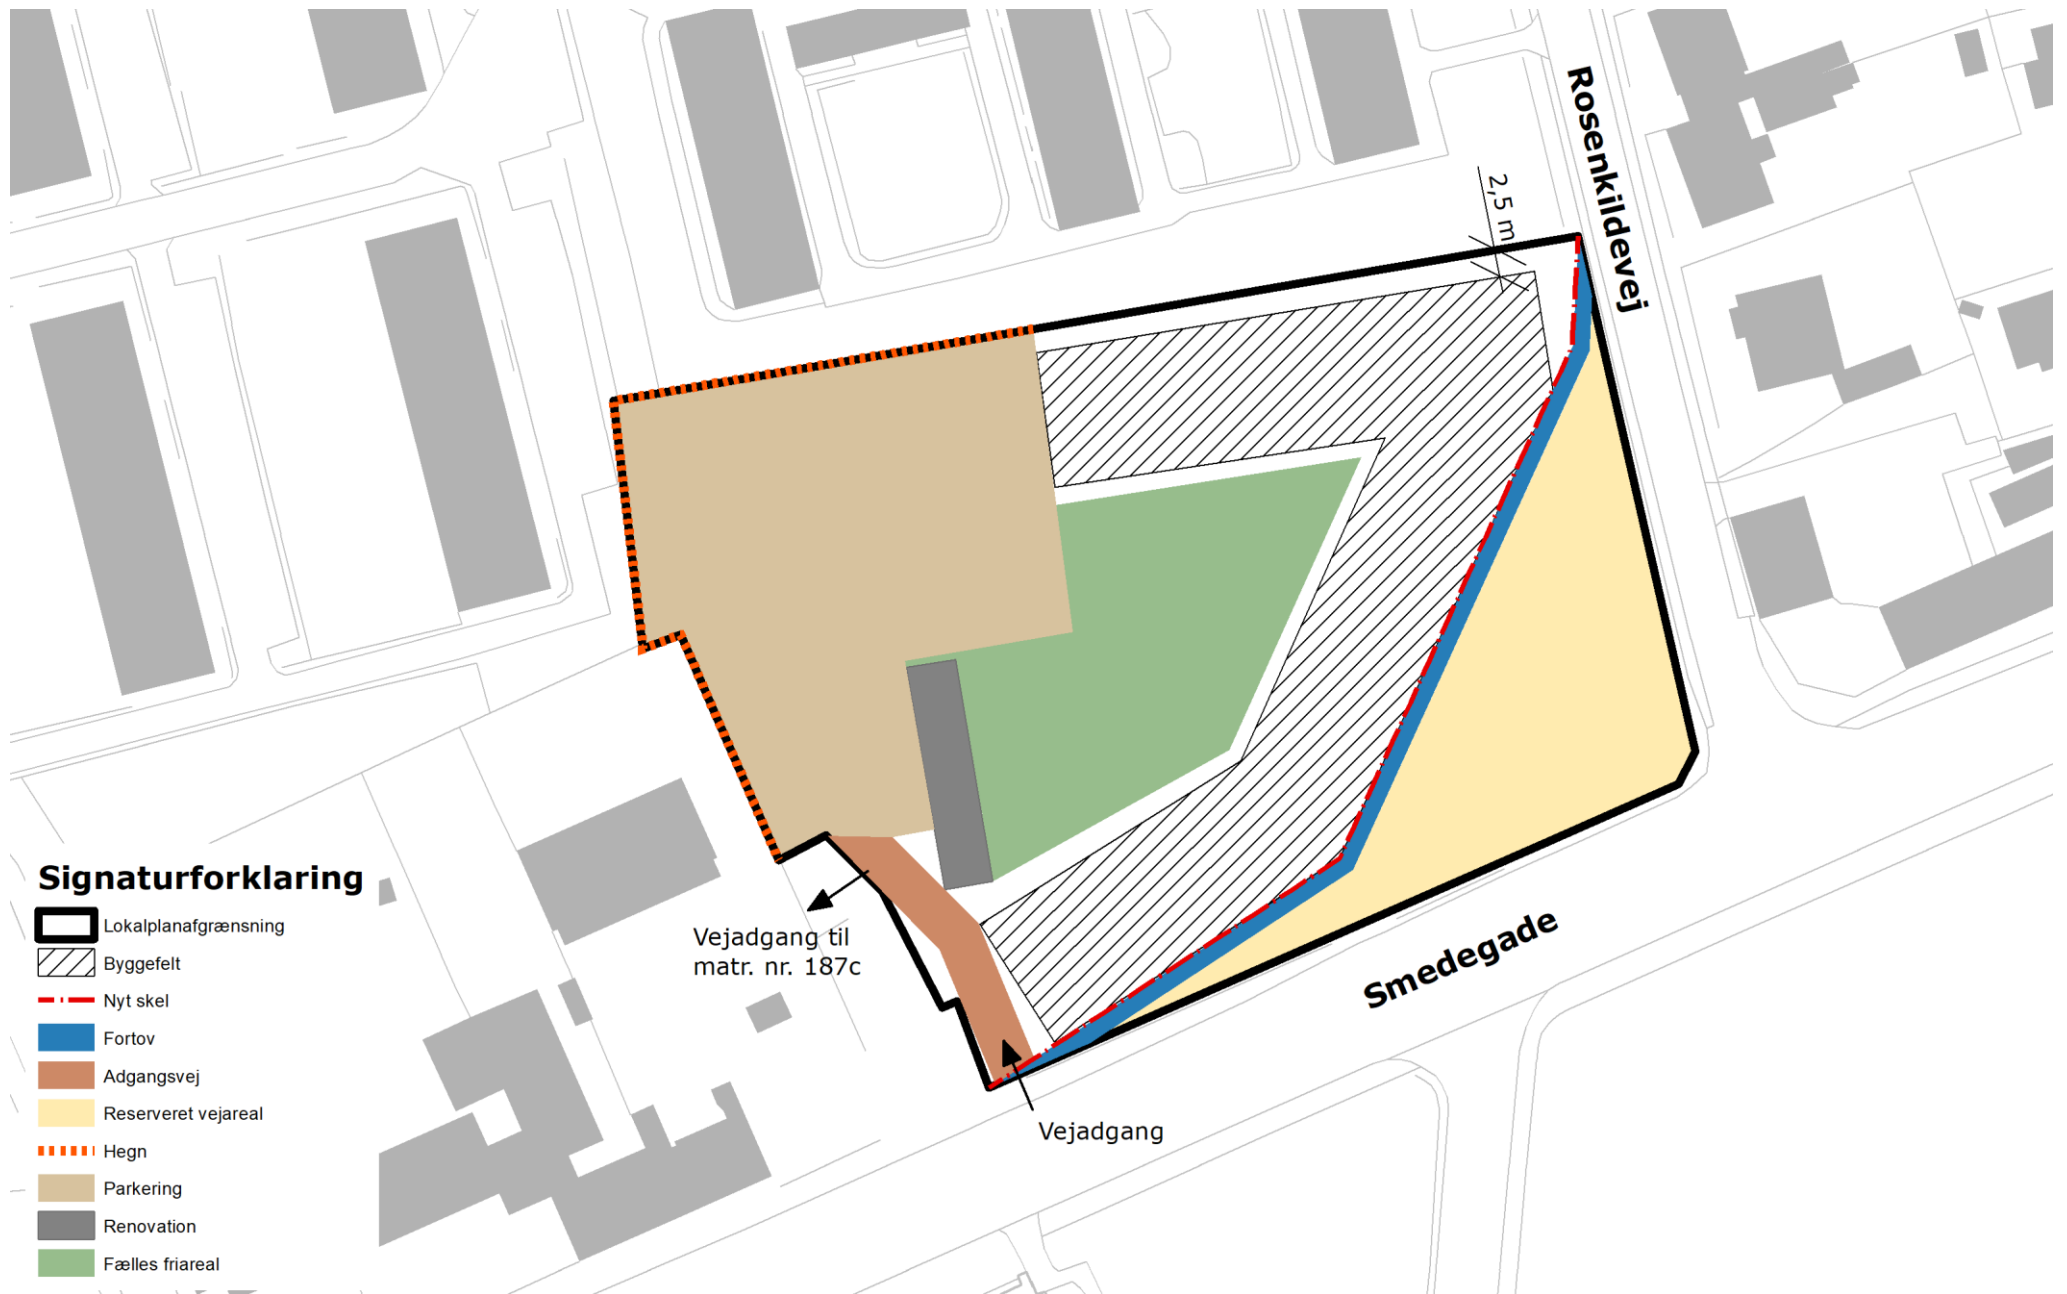 Rosenkildevej
2,5 m
Vejadgang til
matr. nr. 187c
Smedegade
Vejadgang
Signaturforklaring
Lokalplanafgrænsning
Byggefelt
Nyt skel
Fortov
Adgangsvej
Reserveret vejareal
Hegn
Parkering
Renovation
Fælles friareal